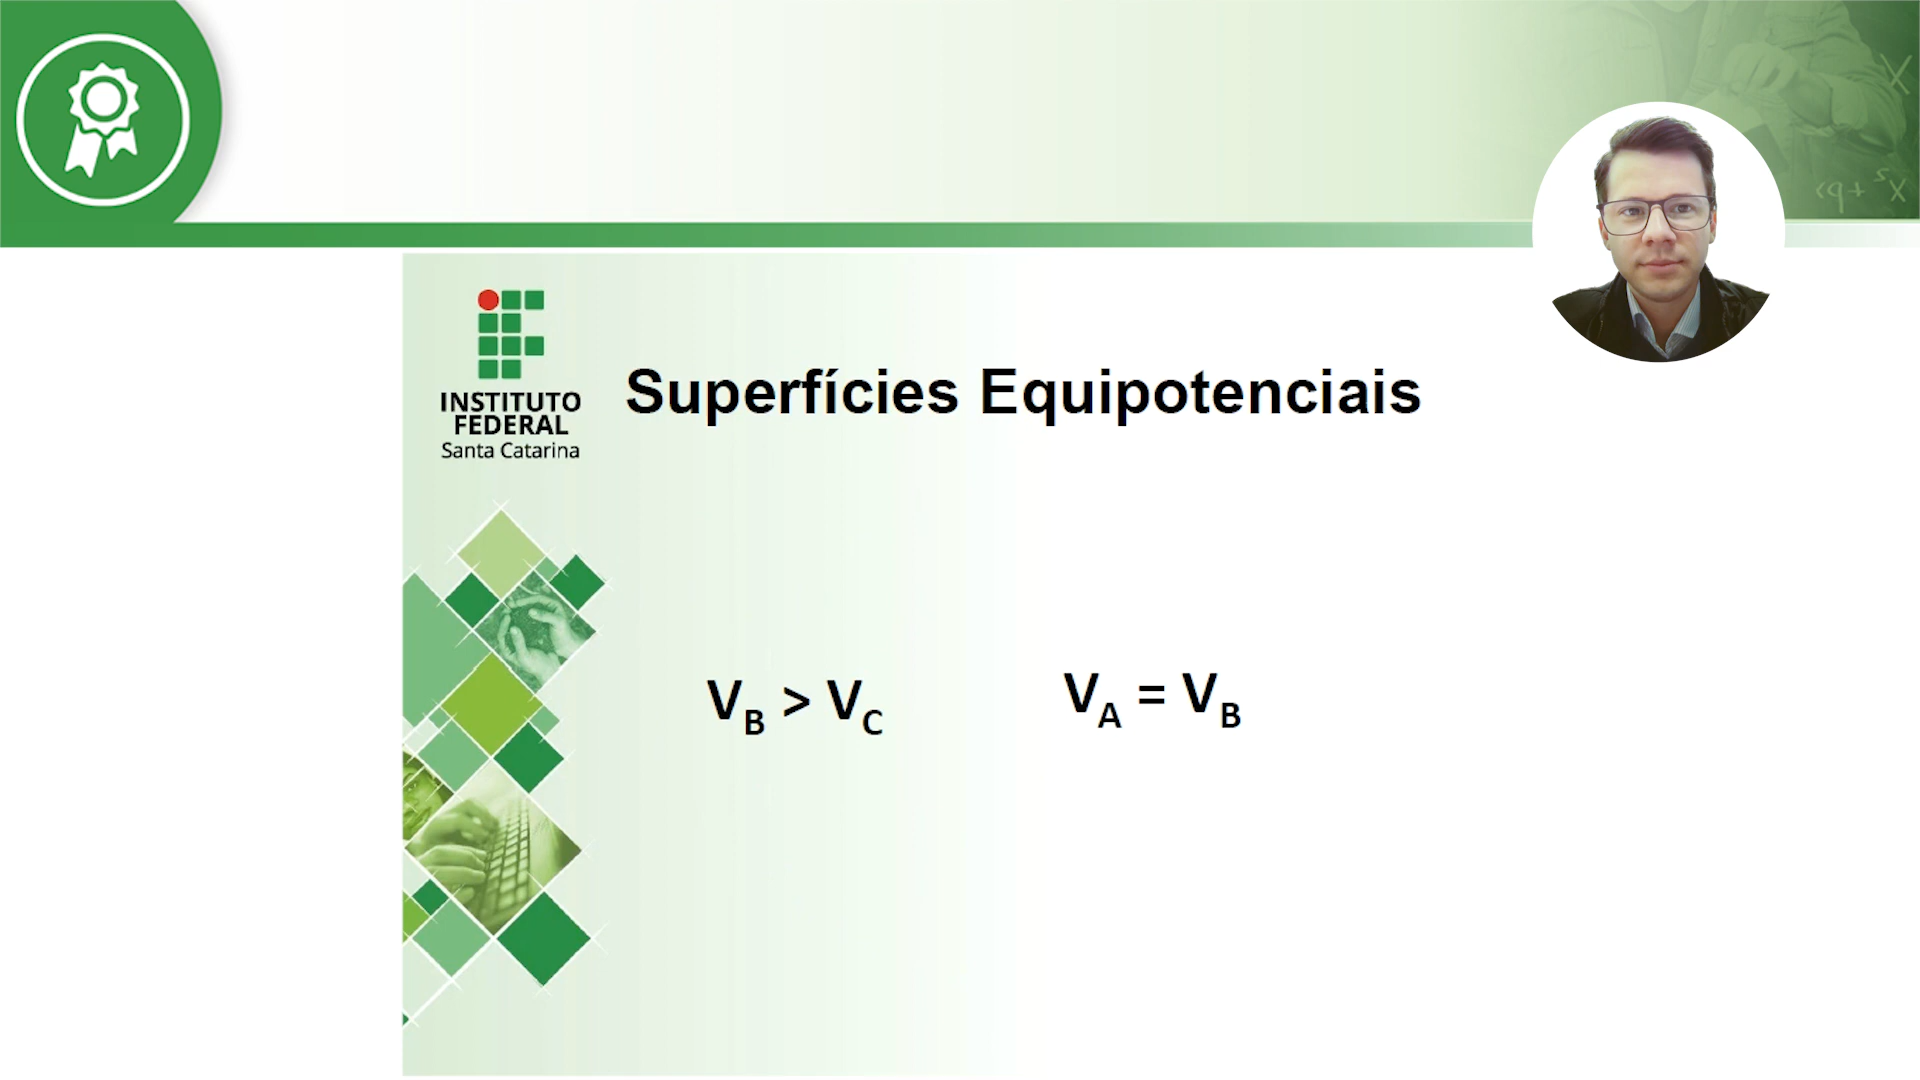 INSTITUTO
FEDERAL
Santa Catarina
Superfícies Equipotenciais
V_B > V_C
V_A = V_B